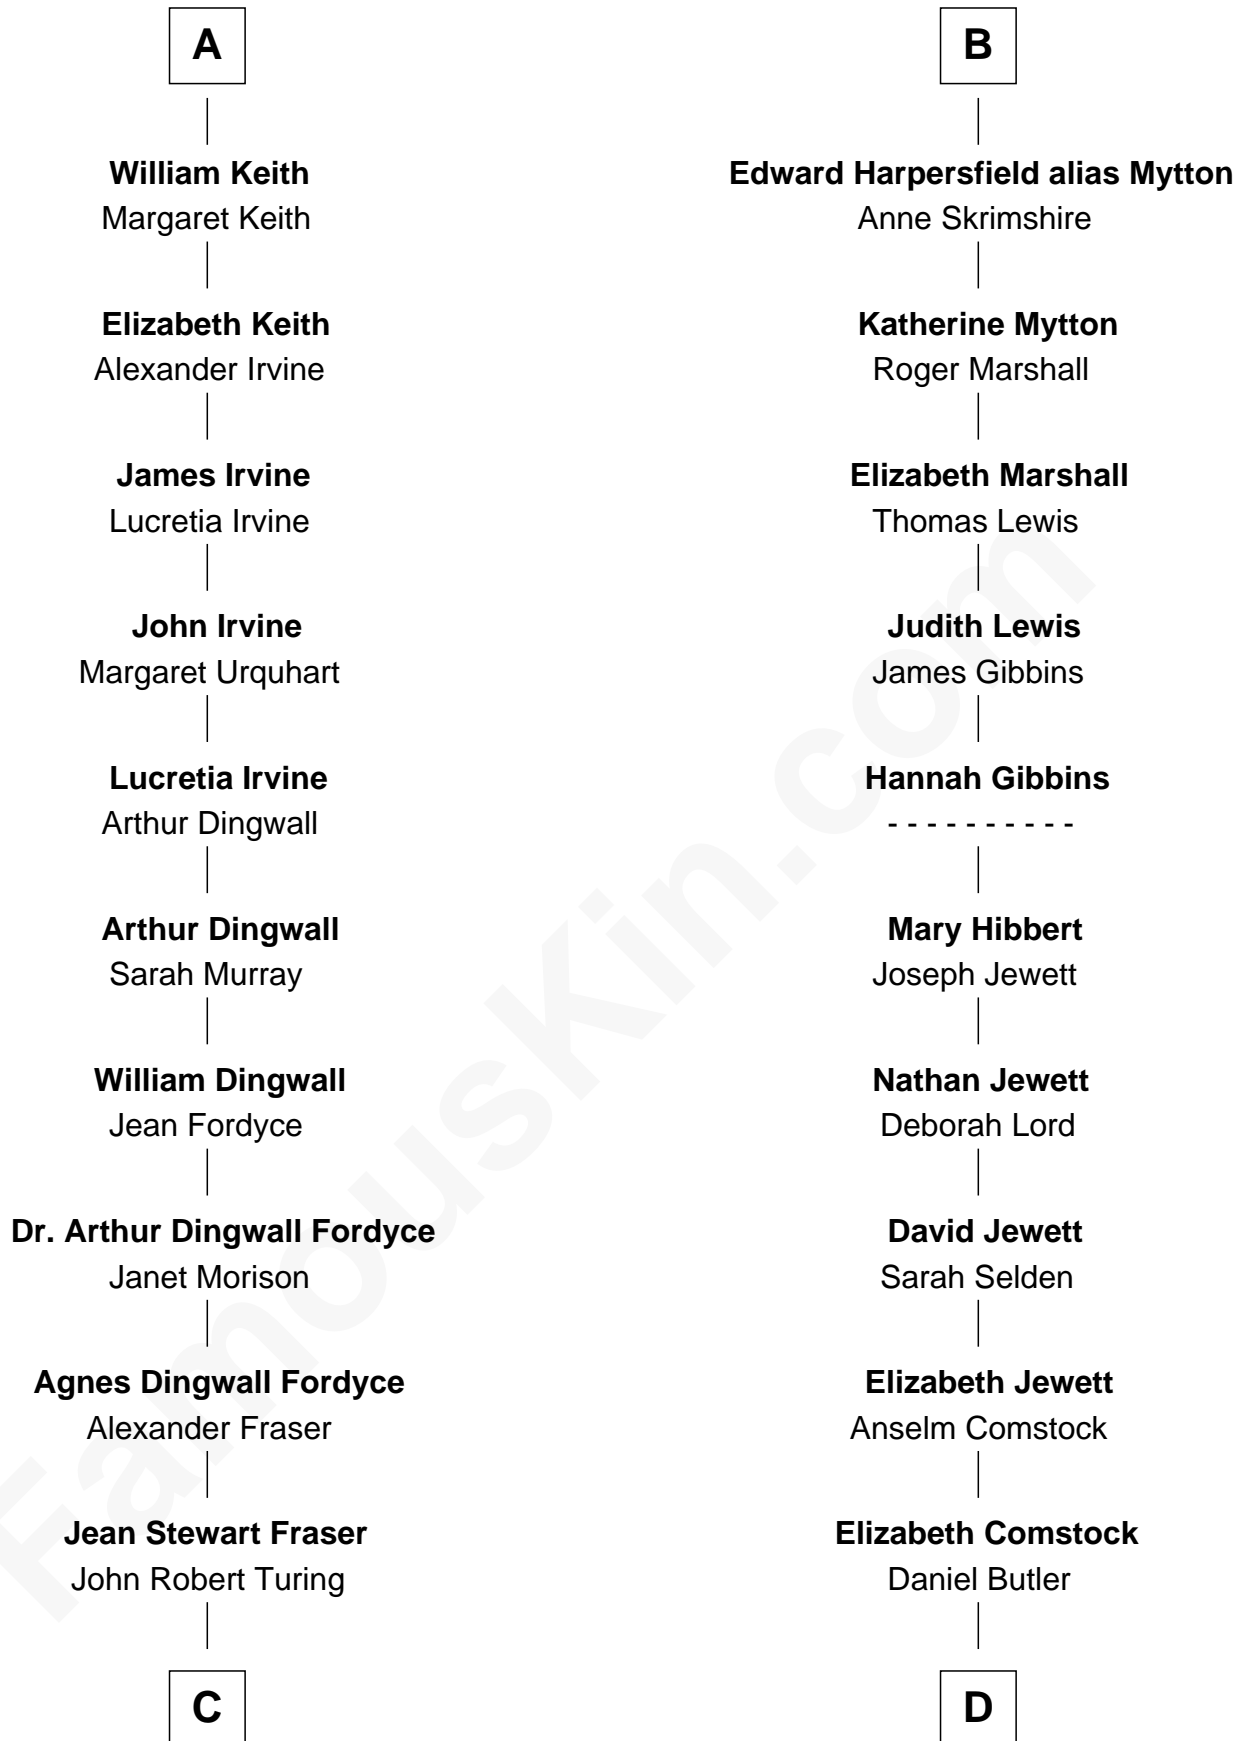 A
William Keith
Margaret Keith
Elizabeth Keith
Alexander Irvine
James Irvine
Lucretia Irvine
John Irvine
Margaret Urquhart
Lucretia Irvine
Arthur Dingwall
Arthur Dingwall
Sarah Murray
William Dingwall
Jean Fordyce
Dr. Arthur Dingwall Fordyce
Janet Morison
Agnes Dingwall Fordyce
Alexander Fraser
Jean Stewart Fraser
John Robert Turing
C
B
Edward Harpersfield alias Mytton
Anne Skrimshire
Katherine Mytton
Roger Marshall
Elizabeth Marshall
Thomas Lewis
Judith Lewis
James Gibbins
Hannah Gibbins
- - - - - - - - - -
Mary Hibbert
Joseph Jewett
Nathan Jewett
Deborah Lord
David Jewett
Sarah Selden
Elizabeth Jewett
Anselm Comstock
Elizabeth Comstock
Daniel Butler
D
FamousKin.com